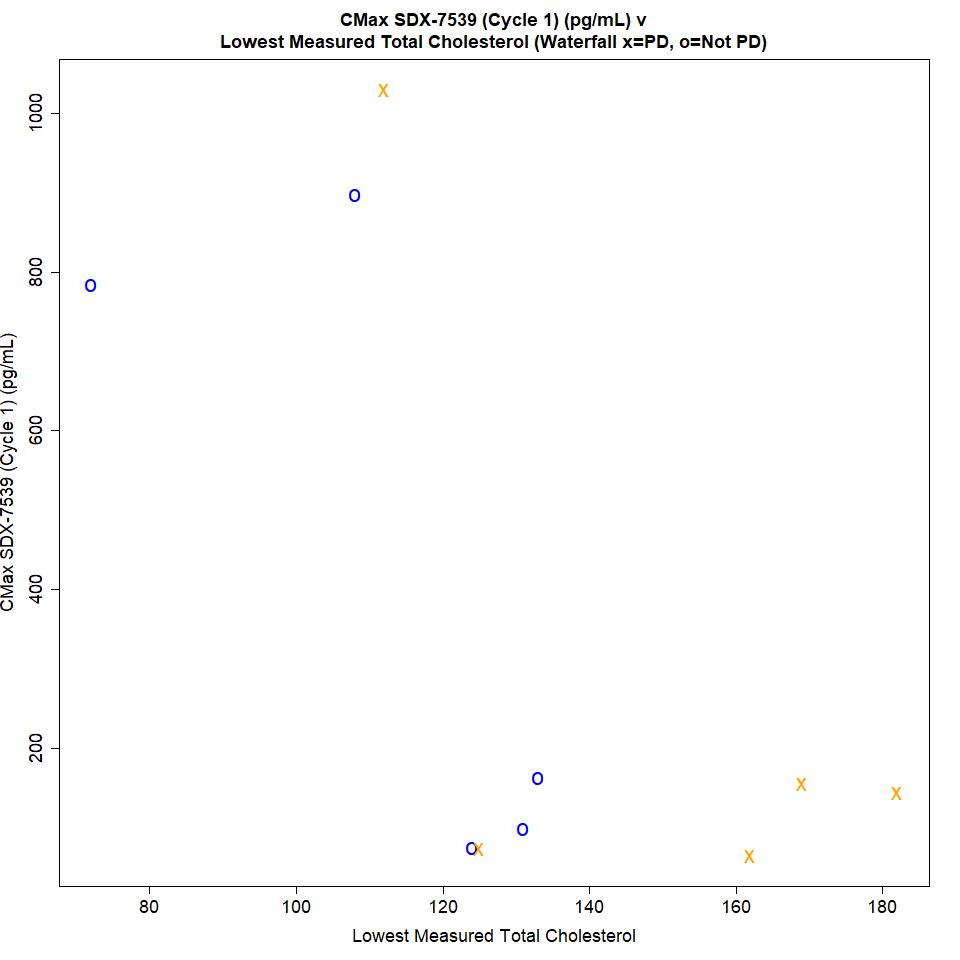 CMax SDX-7539 (Cycle 1) (pg/mL) v
Lowest Measured Total Cholesterol (Waterfall x=PD, o=Not PD)
CMax SDX-7539 (Cycle 1) (pg/mL)
1000
800
600
400
200
X
O
O
O
X
X
O
O
X
X
80
100
120
140
160
180
Lowest Measured Total Cholesterol